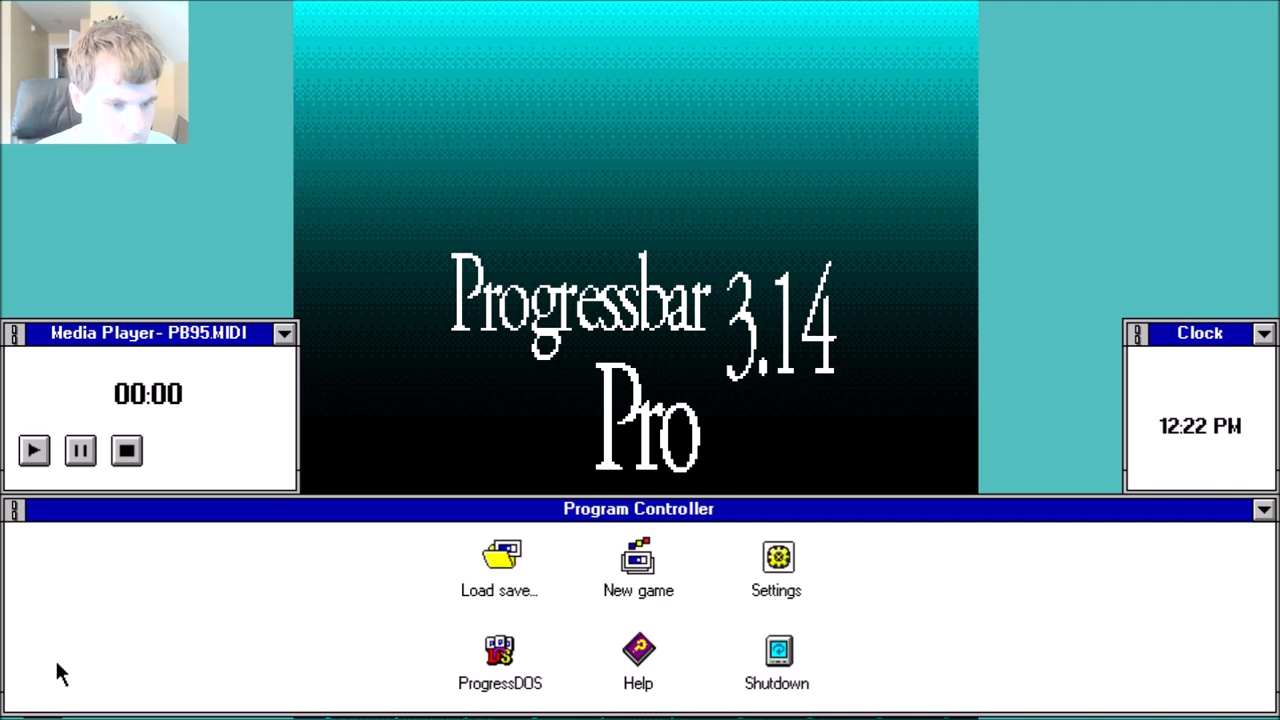 Progressbar 3.14
Pro
Media Player- PB95.MIDI
00:00
Clock
12:22 PM
Program Controller
Load save...
New game
Settings
ProgressDOS
Help
Shutdown